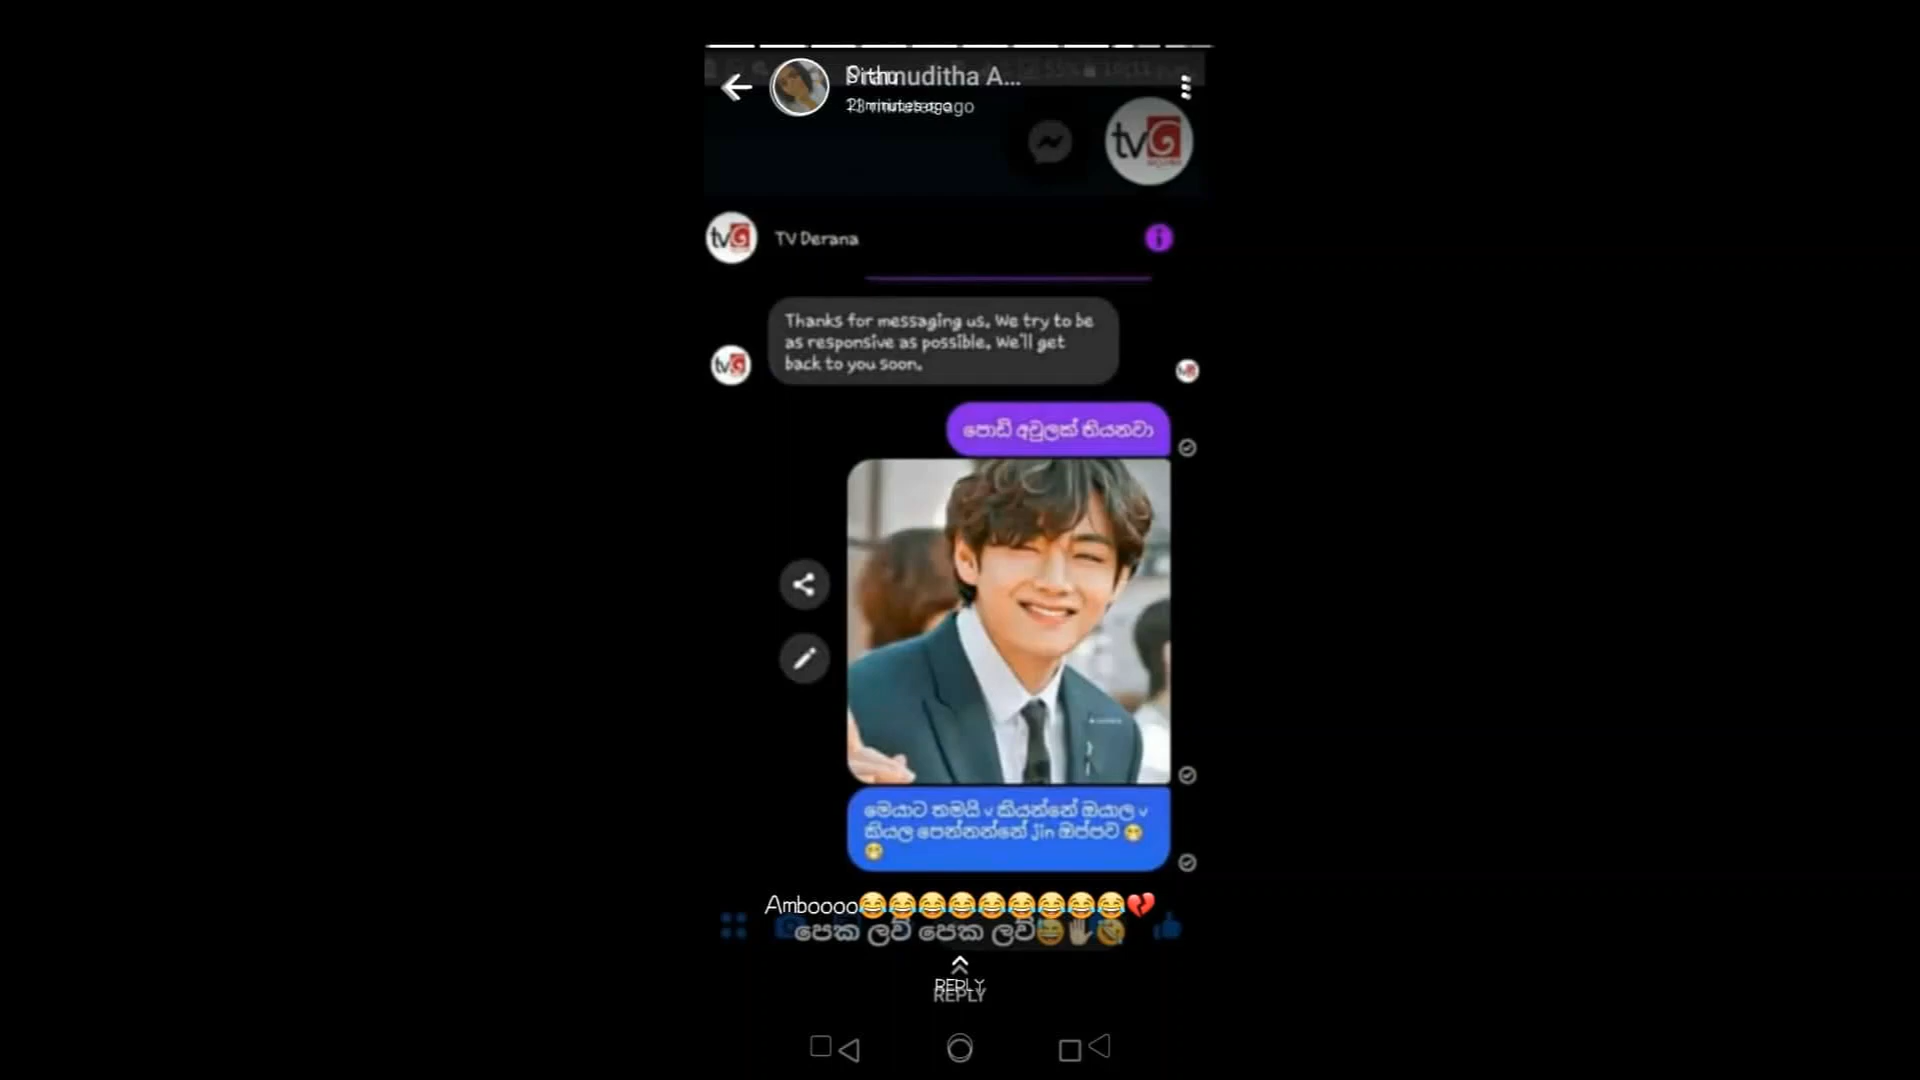 TV Derana
Thanks for messaging us. We try to be
as responsive as possible. We'll get
back to you soon.
පොඩි අවුලක් තියනවා
මෙයාට තමයි v කියන්නේ ඔයාල v
කියල පෙන්නන්නේ jin ඔප්පව 😁
😁
Amboooo😂😂😂😂😂😂😂😂😂💔
පෙක ලව් පෙක ලව්
REPLY
REPLY